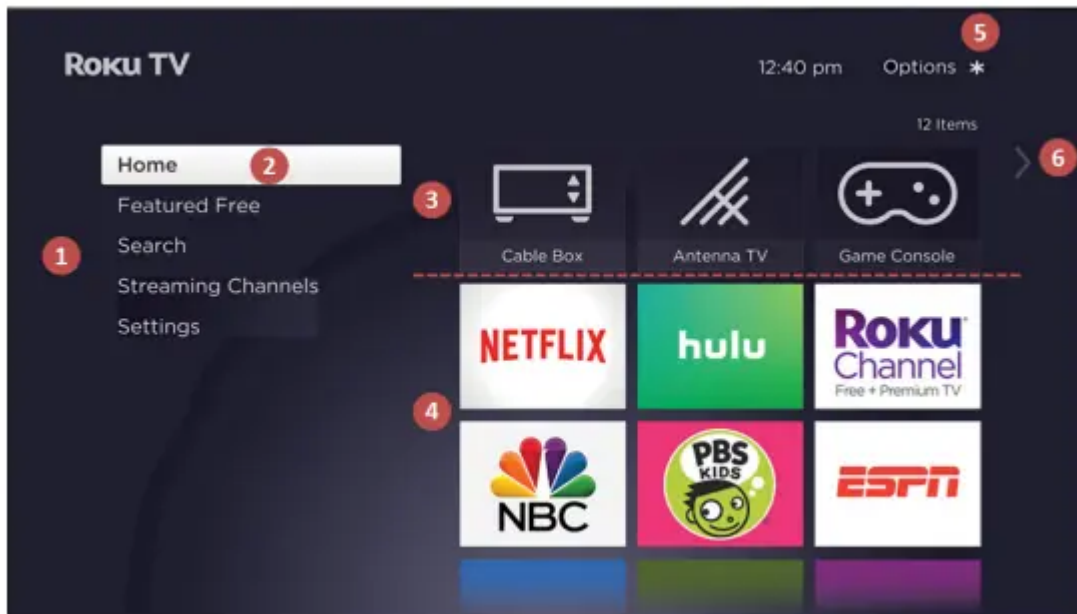 5
Roku TV
12:40 pm Options *
12 Items
Home 2
6
3
Featured Free
1
Search
Cable Box Antenna TV Game Console
Streaming Channels
Settings
NETFLIX hulu Roku
Channel
Free + Premium TV
4
NBC PBS
KIDS
ESPN